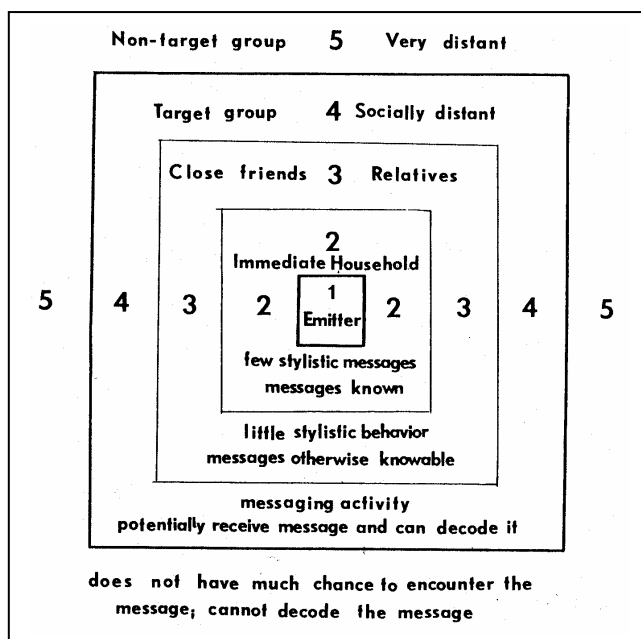 Non-target group 5 Very distant
Target group 4 Socially distant
Close friends 3 Relatives
2
Immediate Household
5 4 3 2 1 2 3 4 5
Emitter
few stylistic messages
messages known
little stylistic behavior
messages otherwise knowable
messaging activity
potentially receive message and can decode it
does not have much chance to encounter the
message; cannot decode the message